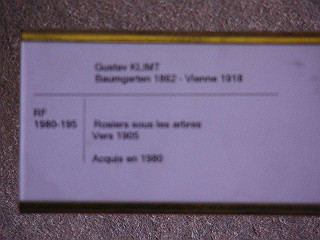 Gustav KLIMT
Baumgarten 1862 - Vienne 1918
RF
1980-195
Rosiers sous les arbres
Vers 1905
Acquis en 1980